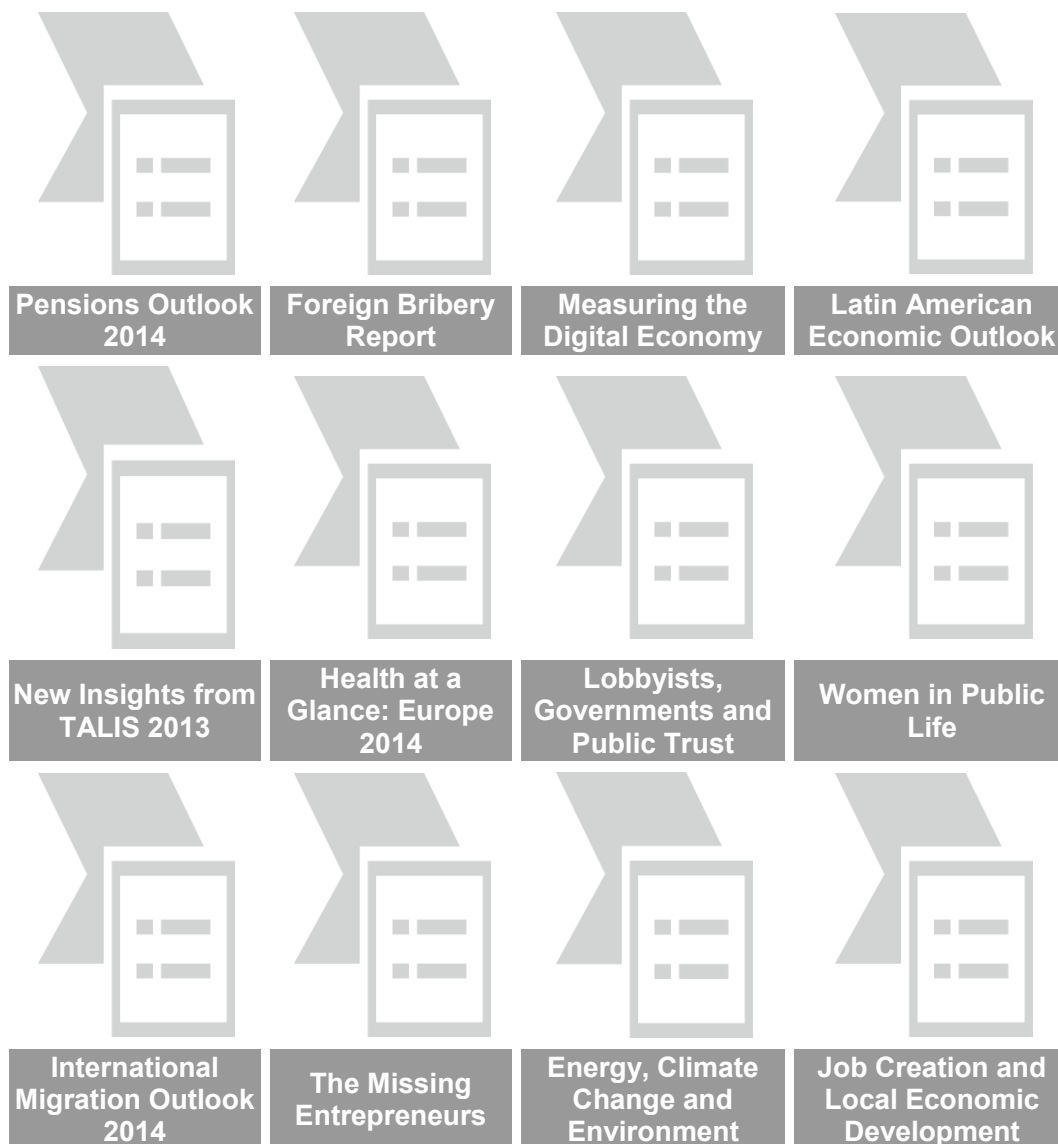 Pensions Outlook
2014
Foreign Bribery
Report
Measuring the
Digital Economy
Latin American
Economic Outlook
New Insights from
TALIS 2013
Health at a
Glance: Europe
2014
Lobbyists,
Governments and
Public Trust
Women in Public
Life
International
Migration Outlook
2014
The Missing
Entrepreneurs
Energy, Climate
Change and
Environment
Job Creation and
Local Economic
Development